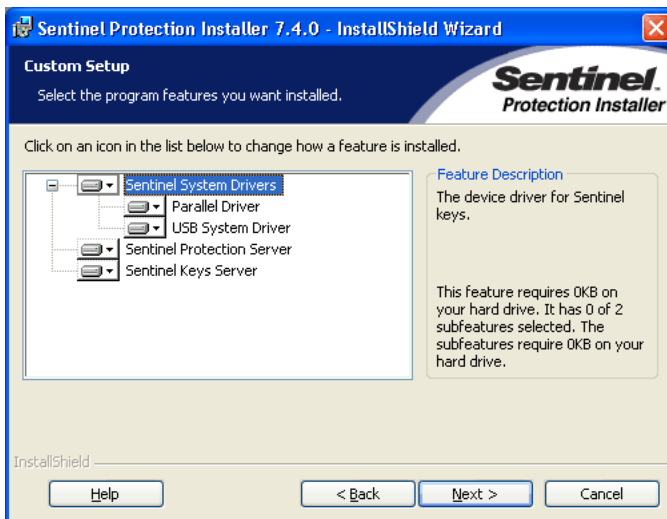 Sentinel Protection Installer 7.4.0 - InstallShield Wizard
Custom Setup
Select the program features you want installed.
Sentinel.
Protection Installer
Click on an icon in the list below to change how a feature is installed.
Sentinel System Drivers
Parallel Driver
USB System Driver
Sentinel Protection Server
Sentinel Keys Server
Feature Description
The device driver for Sentinel
keys.
This feature requires 0KB on
your hard drive. It has 0 of 2
subfeatures selected. The
subfeatures require 0KB on your
hard drive.
InstallShield
Help
< Back
Next >
Cancel